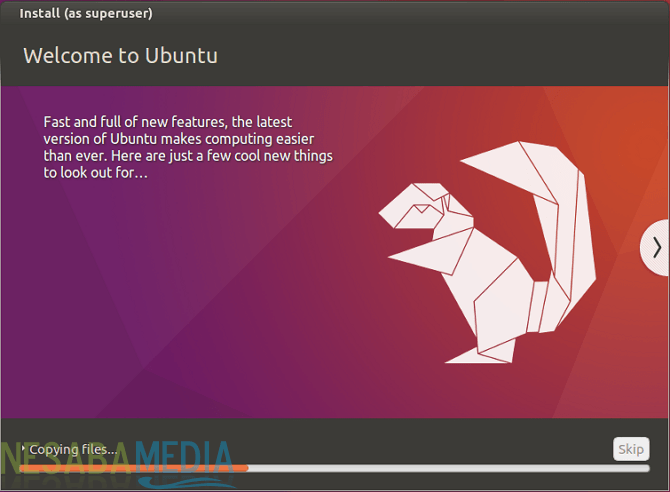 Install (as superuser)
Welcome to Ubuntu
Fast and full of new features, the latest
version of Ubuntu makes computing easier
than ever. Here are just a few cool new things
to look out for…
Copying files...
Skip
NESABAMEDIA